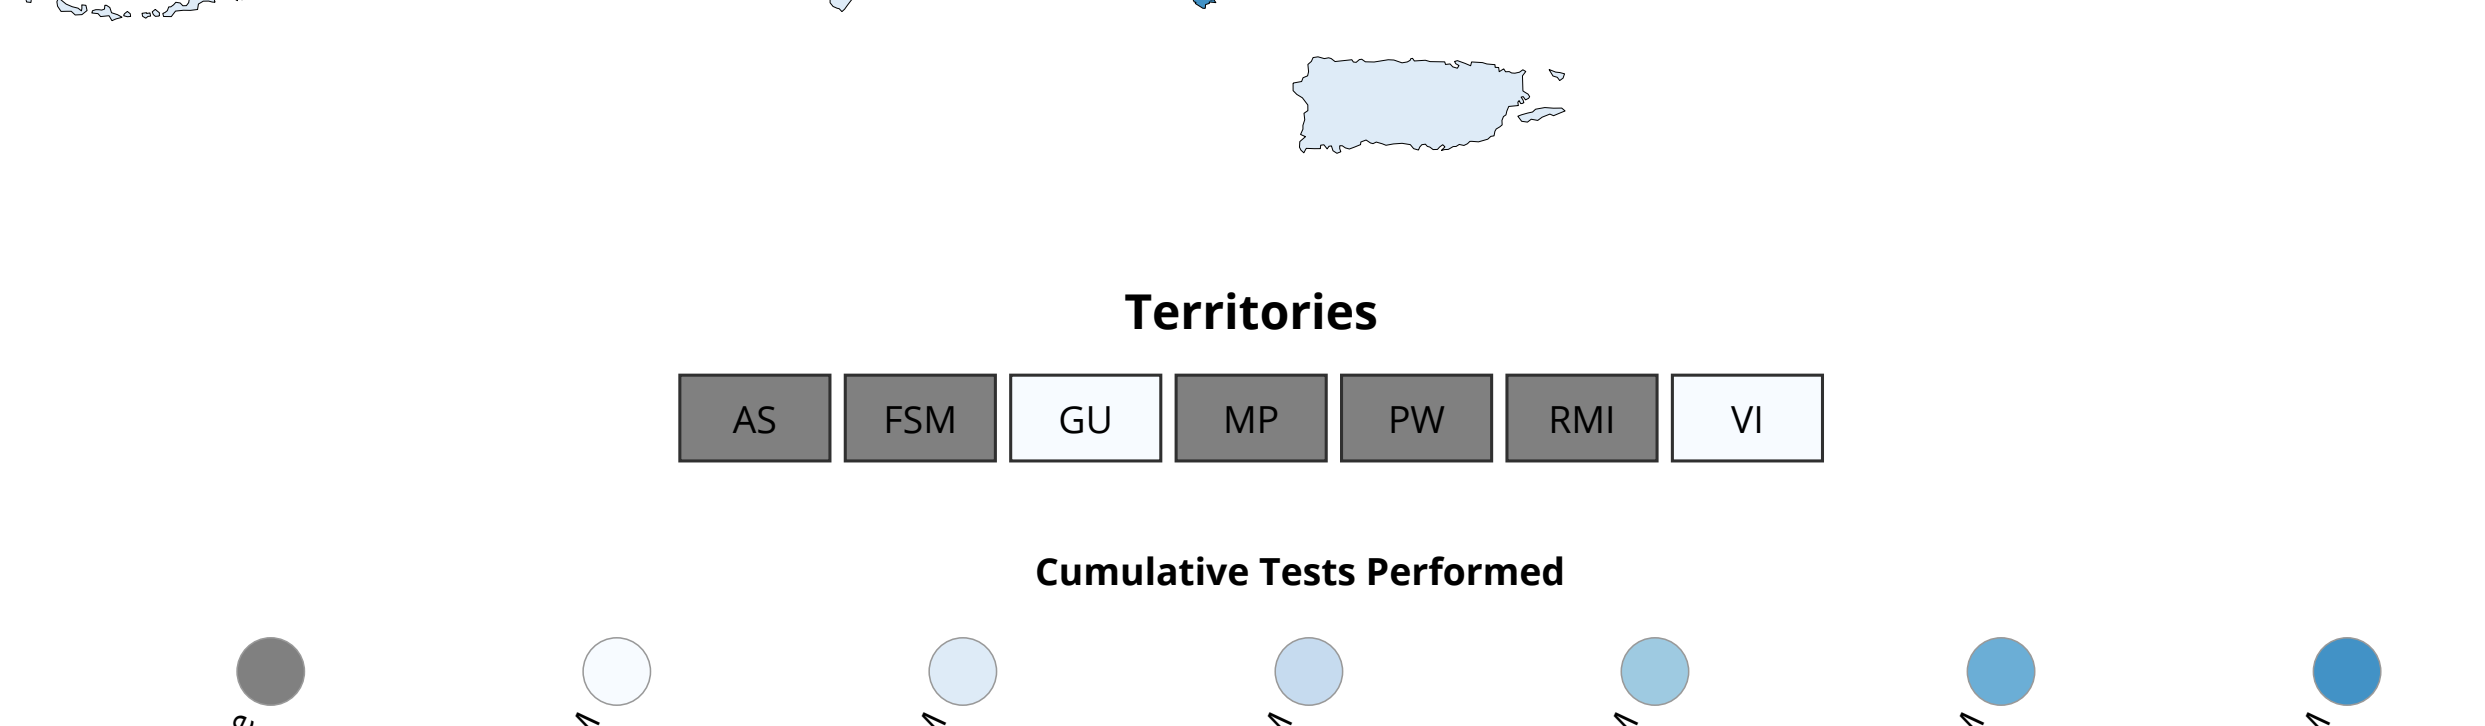 Territories
AS FSM GU MP PW RMI VI
Cumulative Tests Performed